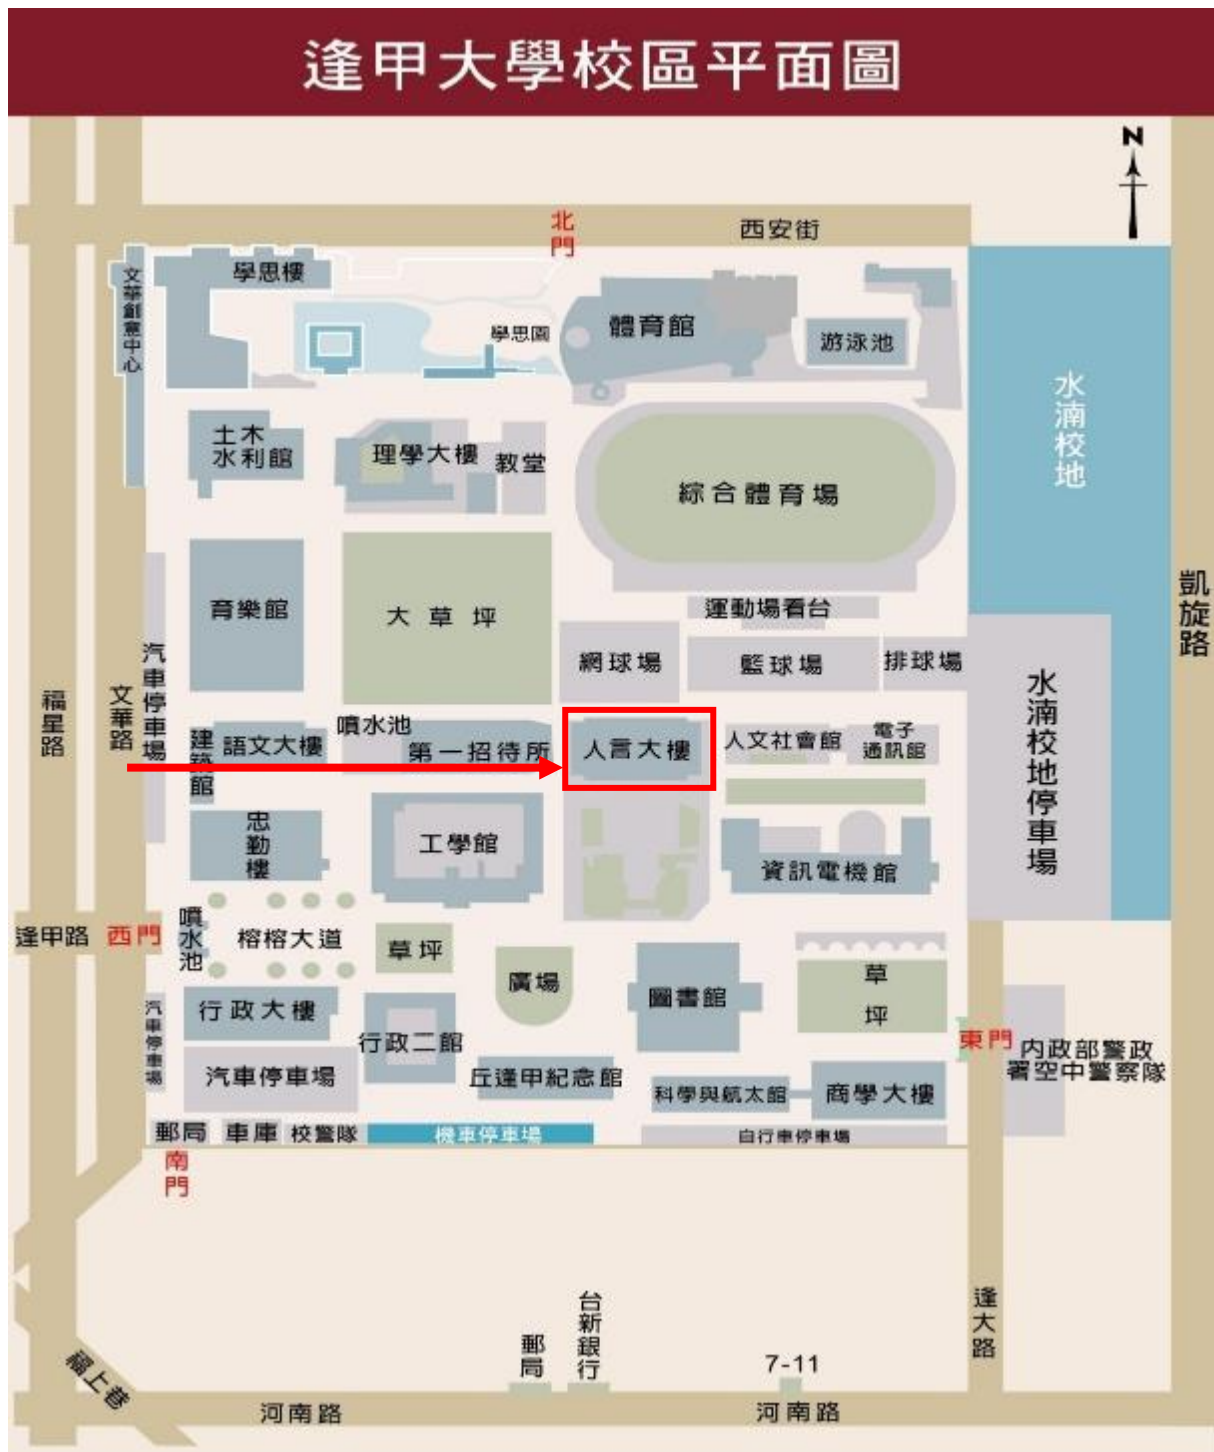 逢甲大學校區平面圖
N
北門
西安街
文華創意中心
學思樓
學思園
體育館
游泳池
水湳校地
土木
水利館
理學大樓
教堂
綜合體育場
育樂館
大草坪
運動場看台
凱旋路
網球場
籃球場
排球場
汽車停車場
福星路
文華路
水湳校地停車場
建築館
語文大樓
噴水池
第一招待所
人言大樓
人文社會館
電子
通訊館
忠勤樓
工學館
資訊電機館
逢甲路
西門
噴水池
榕榕大道
草坪
廣場
圖書館
草坪
汽車停車場
行政大樓
行政二館
東門
內政部警政
署空中警察隊
汽車停車場
丘逢甲紀念館
科學與航太館
商學大樓
郵局
車庫
校警隊
機車停車場
自行車停車場
南門
逢大路
福上巷
郵局
台新銀行
7-11
河南路
河南路